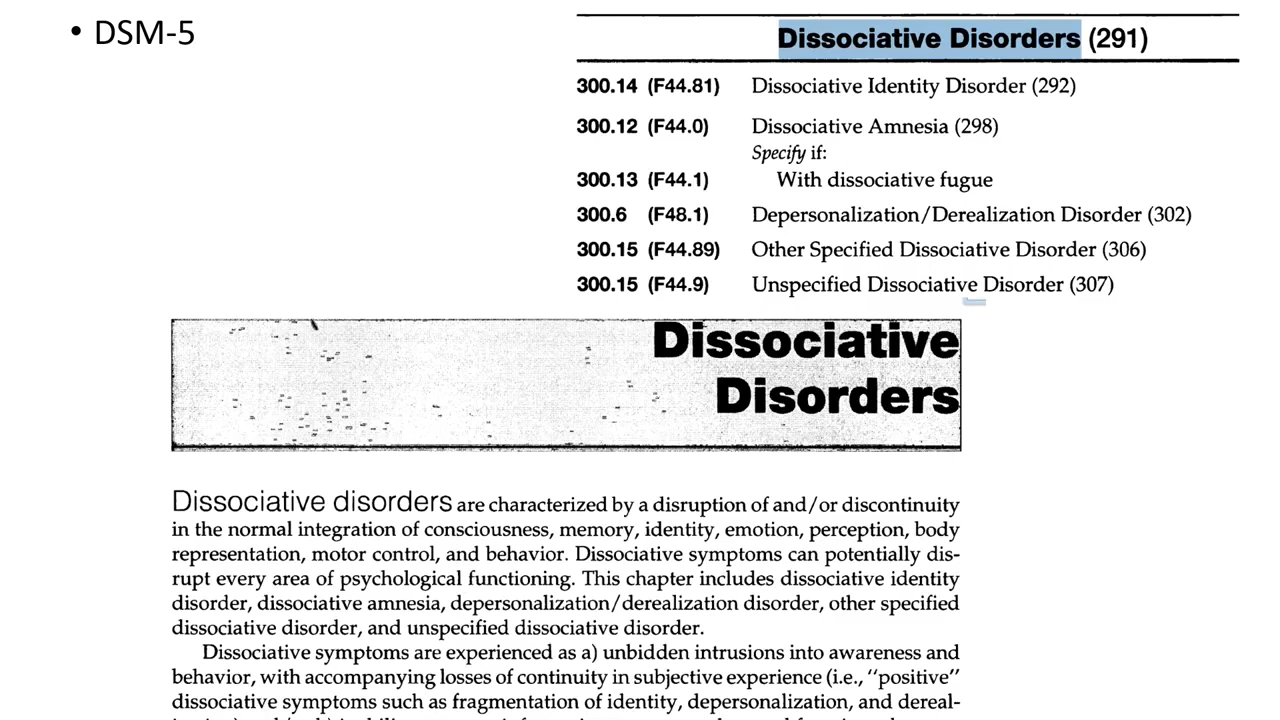 • DSM-5
Dissociative Disorders (291)
300.14 (F44.81) Dissociative Identity Disorder (292)
300.12 (F44.0) Dissociative Amnesia (298)
Specify if:
300.13 (F44.1) With dissociative fugue
300.6 (F48.1) Depersonalization/Derealization Disorder (302)
300.15 (F44.89) Other Specified Dissociative Disorder (306)
300.15 (F44.9) Unspecified Dissociative Disorder (307)
Dissociative
Disorders
Dissociative disorders are characterized by a disruption of and/or discontinuity
in the normal integration of consciousness, memory, identity, emotion, perception, body
representation, motor control, and behavior. Dissociative symptoms can potentially dis-
rupt every area of psychological functioning. This chapter includes dissociative identity
disorder, dissociative amnesia, depersonalization/derealization disorder, other specified
dissociative disorder, and unspecified dissociative disorder.
Dissociative symptoms are experienced as a) unbidden intrusions into awareness and
behavior, with accompanying losses of continuity in subjective experience (i.e., "positive"
dissociative symptoms such as fragmentation of identity, depersonalization, and dereal-